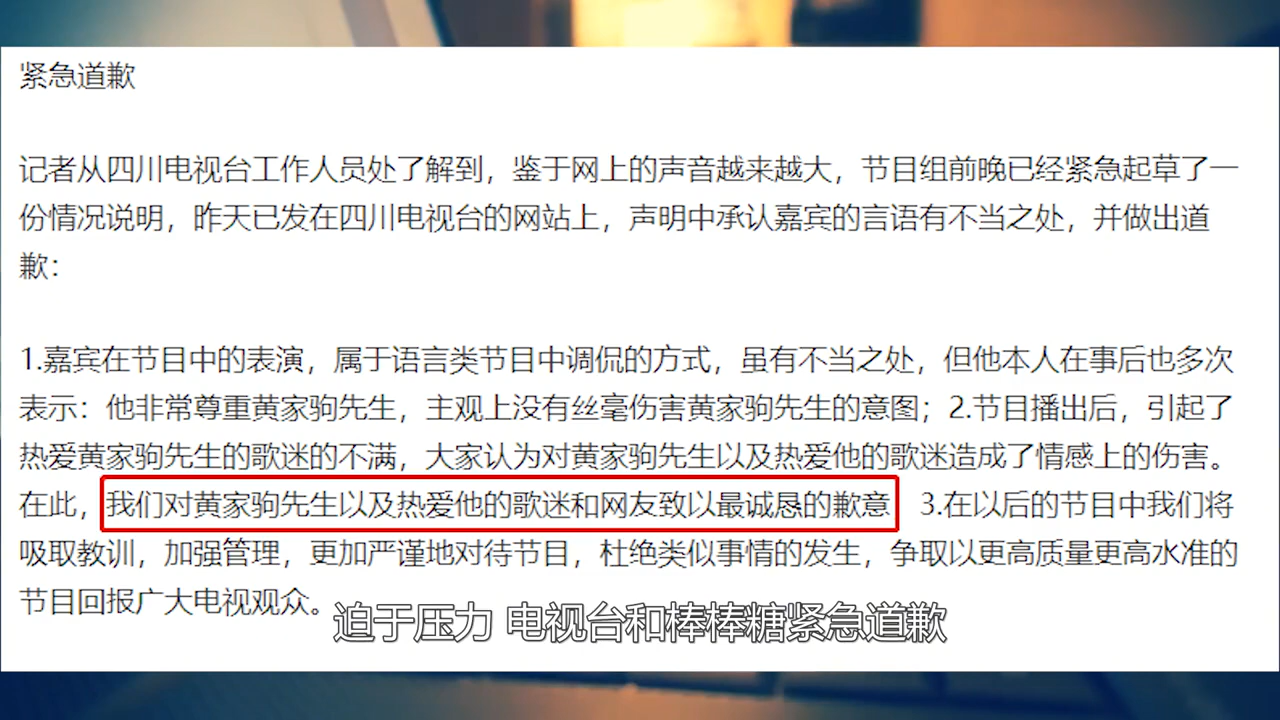 紧急道歉
记者从四川电视台工作人员处了解到，鉴于网上的声音越来越大，节目组前晚已经紧急起草了一
份情况说明，昨天已发在四川电视台的网站上，声明中承认嘉宾的言语有不当之处，并做出道
歉：
1.嘉宾在节目中的表演，属于语言类节目中调侃的方式，虽有不当之处，但他本人在事后也多次
表示：他非常尊重黄家驹先生，主观上没有丝毫伤害黄家驹先生的意图；2.节目播出后，引起了
热爱黄家驹先生的歌迷的不满，大家认为对黄家驹先生以及热爱他的歌迷造成了情感上的伤害。
在此，我们对黄家驹先生以及热爱他的歌迷和网友致以最诚恳的歉意 3.在以后的节目中我们将
吸取教训，加强管理，更加严谨地对待节目，杜绝类似事情的发生，争取以更高质量更高水准的
节目回报广大电视观众。
迫于压力 电视台和棒棒糖紧急道歉